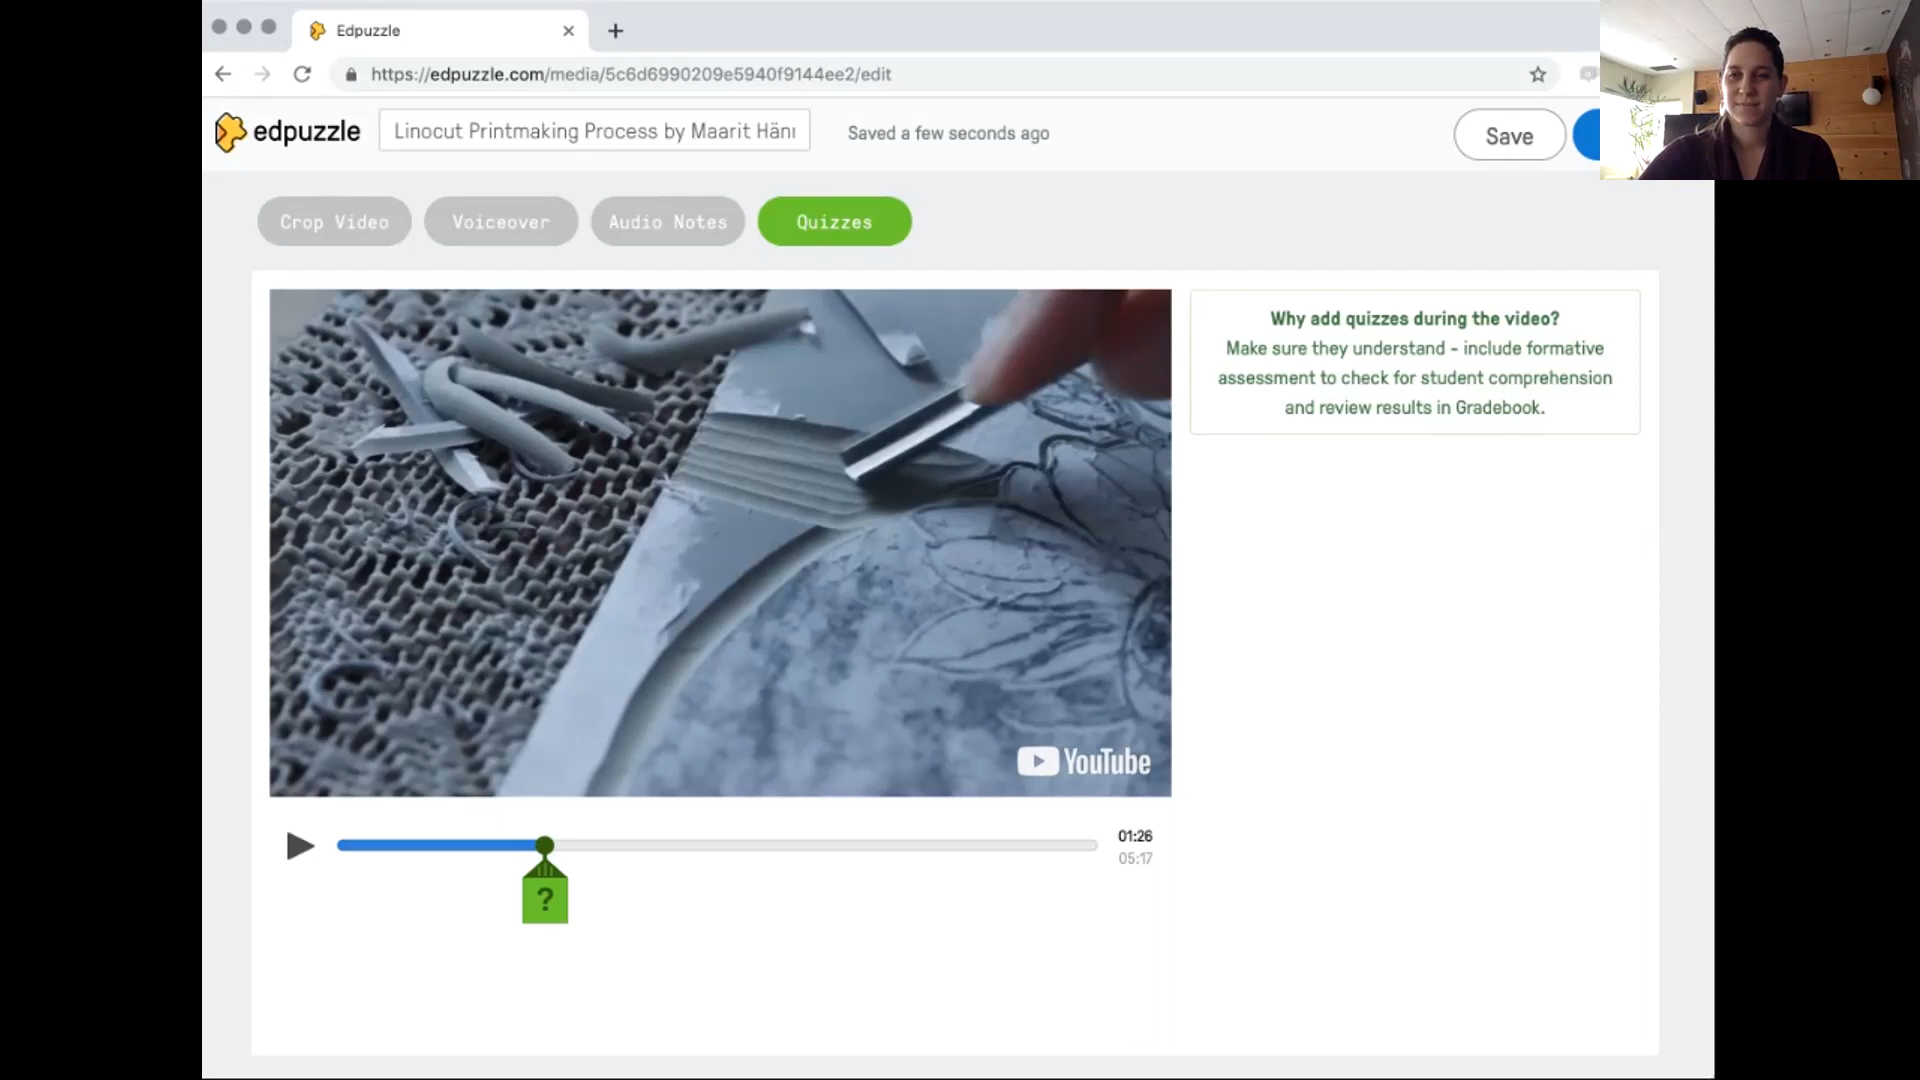 Edpuzzle
https://edpuzzle.com/media/5c6d6990209e5940f9144ee2/edit
edpuzzle
Linocut Printmaking Process by Maarit Hän
Saved a few seconds ago
Save
Crop Video
Voiceover
Audio Notes
Quizzes
Why add quizzes during the video?
Make sure they understand - include formative
assessment to check for student comprehension
and review results in Gradebook.
YouTube
01:26
05:17
?